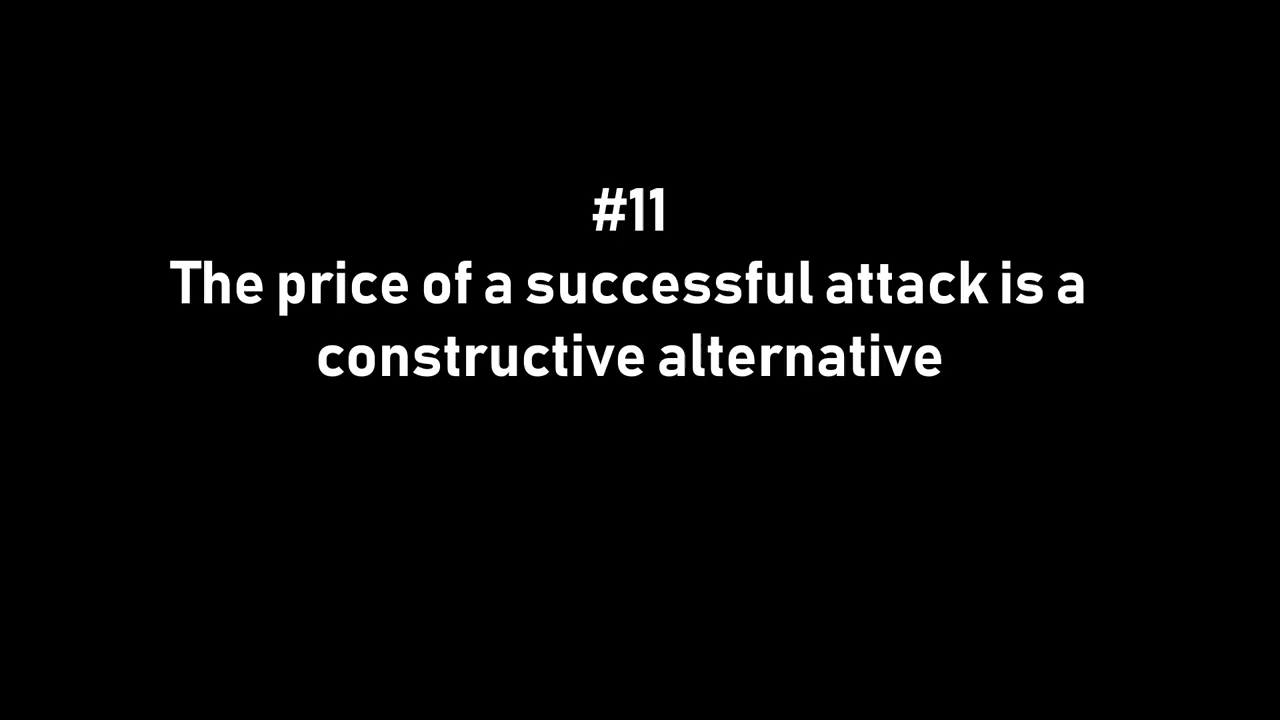 #11
The price of a successful attack is a
constructive alternative